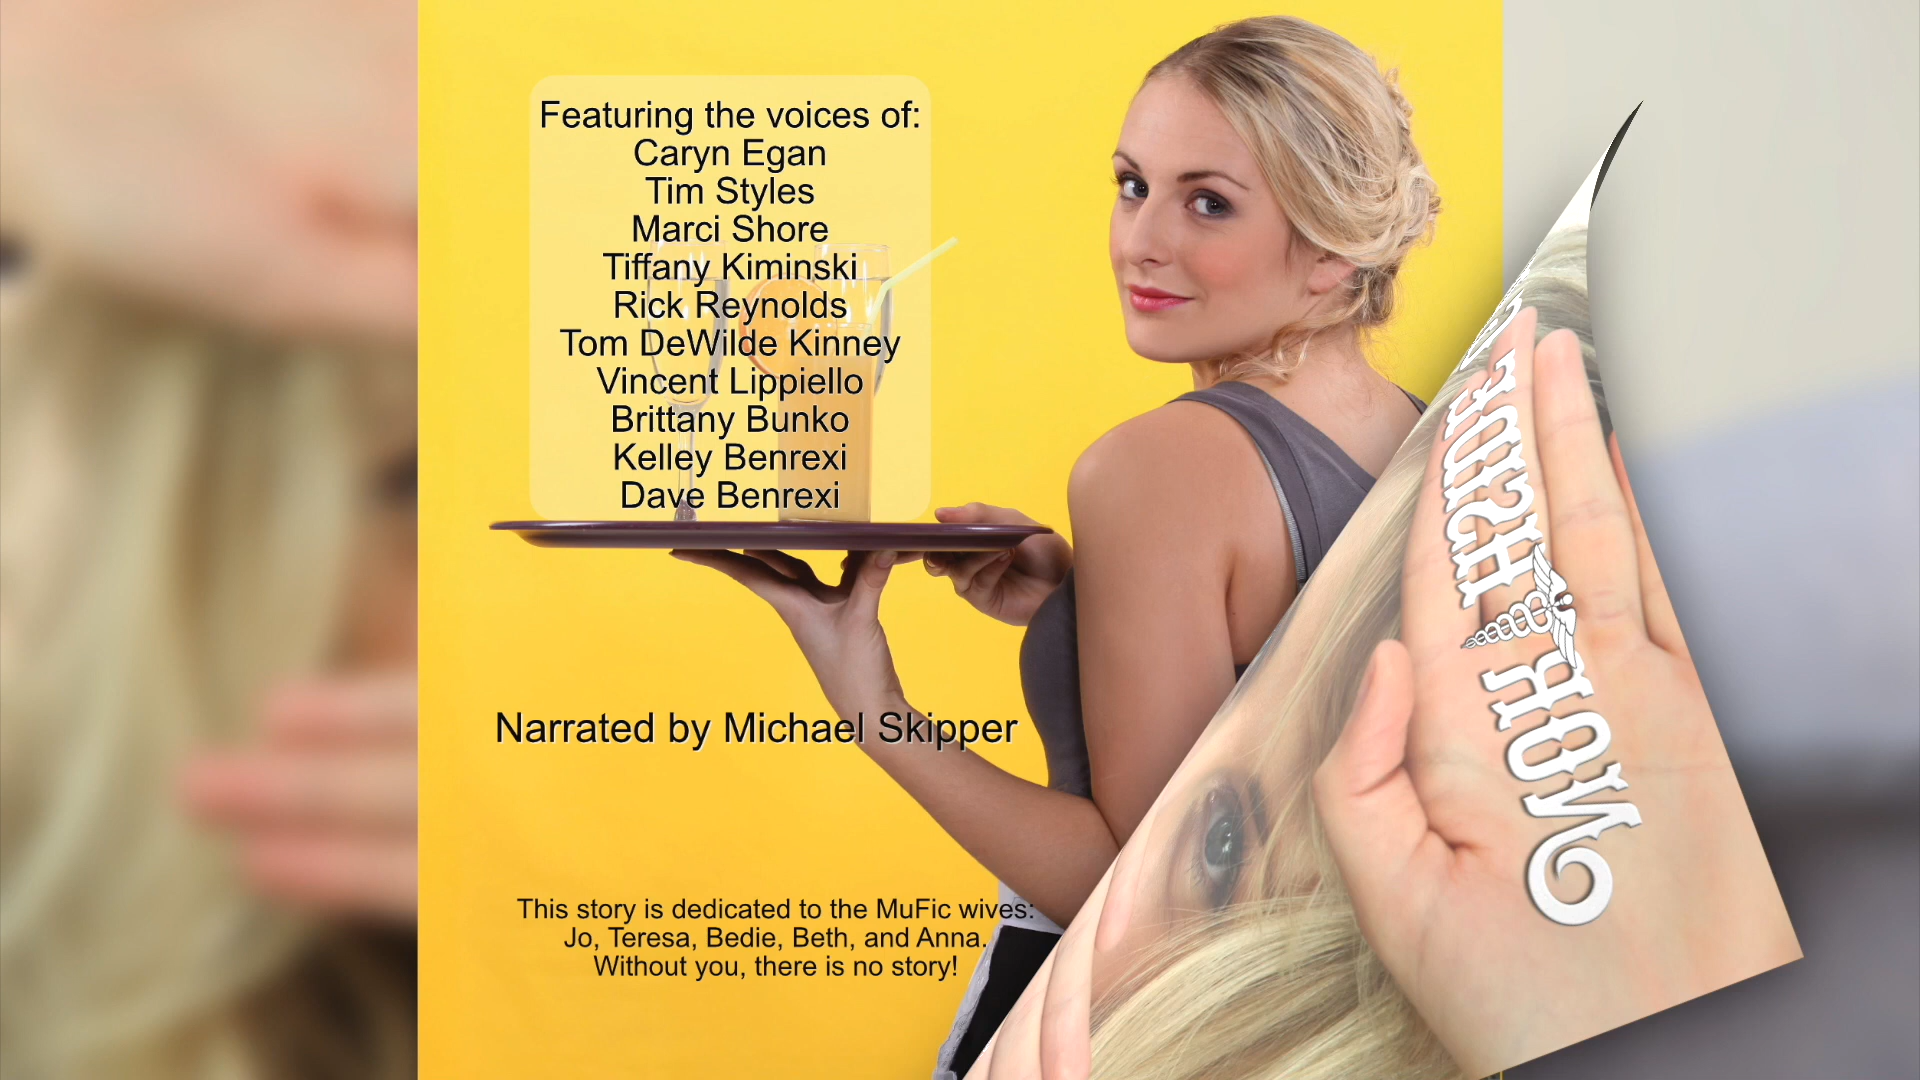 Featuring the voices of:
Caryn Egan
Tim Styles
Marci Shore
Tiffany Kiminski
Rick Reynolds
Tom DeWilde Kinney
Vincent Lippiello
Brittany Bunko
Kelley Benrexi
Dave Benrexi
Narrated by Michael Skipper
This story is dedicated to the MuFic wives:
Jo, Teresa, Bedie, Beth, and Anna.
Without you, there is no story!